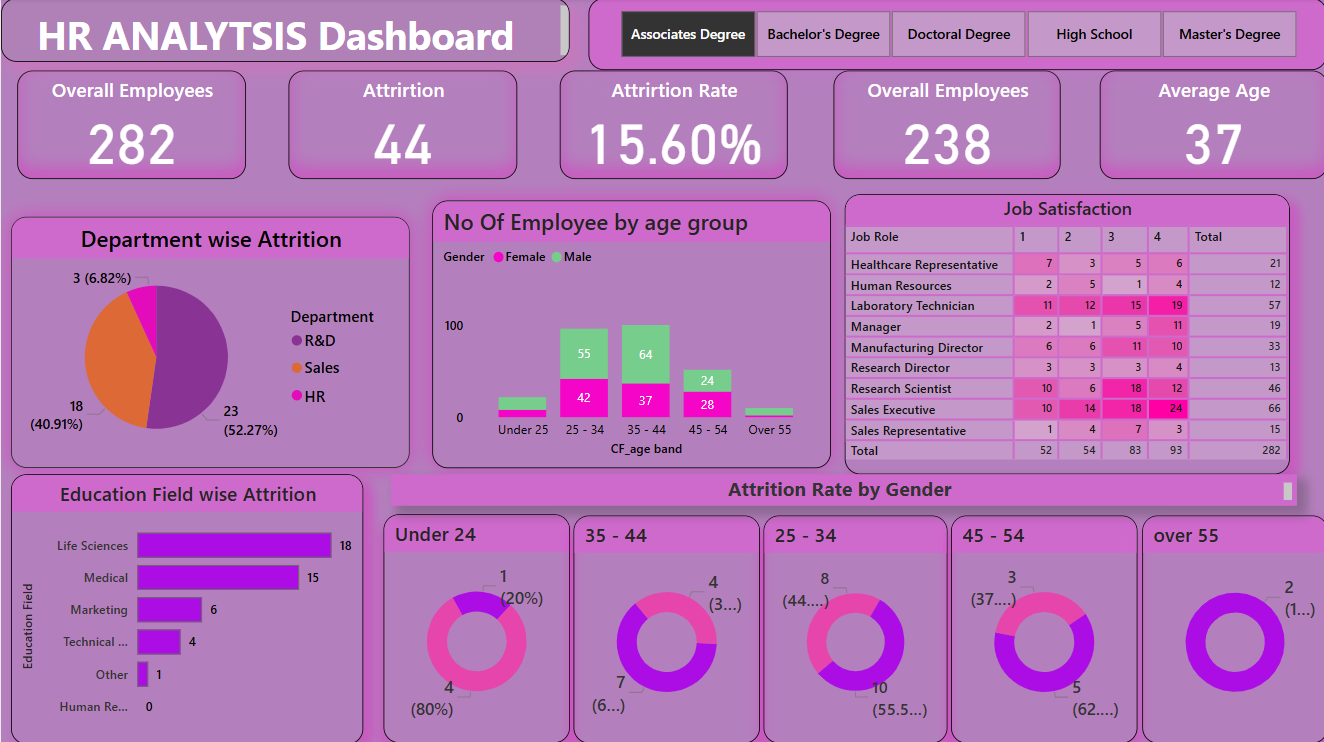 HR ANALYTSIS Dashboard
Associates Degree Bachelor's Degree Doctoral Degree High School Master's Degree
Overall Employees
282
Attrirtion
44
Attrirtion Rate
15.60%
Overall Employees
238
Average Age
37
Department wise Attrition
3 (6.82%)
18
(40.91%)
23
(52.27%)
Department
R&D
Sales
HR
No Of Employee by age group
Gender Female Male
100
0
55
42
64
37
24
28
Under 25 25 - 34 35 - 44 45 - 54 Over 55
CF_age band
Job Satisfaction
Job Role 1 2 3 4 Total
Healthcare Representative 7 3 5 6 21
Human Resources 2 5 1 4 12
Laboratory Technician 11 12 15 19 57
Manager 2 1 5 11 19
Manufacturing Director 6 6 11 10 33
Research Director 3 3 3 4 13
Research Scientist 10 6 18 12 46
Sales Executive 10 14 18 24 66
Sales Representative 1 4 7 3 15
Total 52 54 83 93 282
Education Field wise Attrition
Education Field
Life Sciences 18
Medical 15
Marketing 6
Technical ... 4
Other 1
Human Re... 0
Attrition Rate by Gender
Under 24
1
(20%)
4
(80%)
35 - 44
4
(3...)
7
(6...)
25 - 34
8
(44....)
10
(55.5...)
45 - 54
3
(37....)
5
(62....)
over 55
2
(1...)